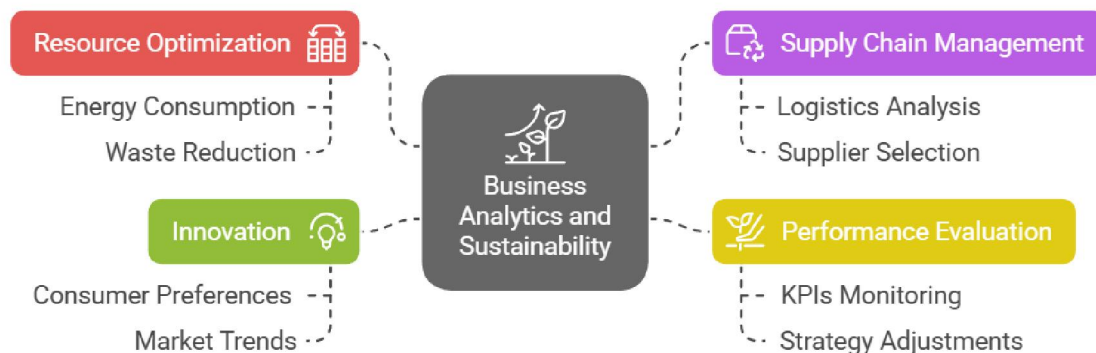 Resource Optimization
Energy Consumption
Waste Reduction
Innovation
Consumer Preferences
Market Trends
Business
Analytics and
Sustainability
Supply Chain Management
Logistics Analysis
Supplier Selection
Performance Evaluation
KPIs Monitoring
Strategy Adjustments